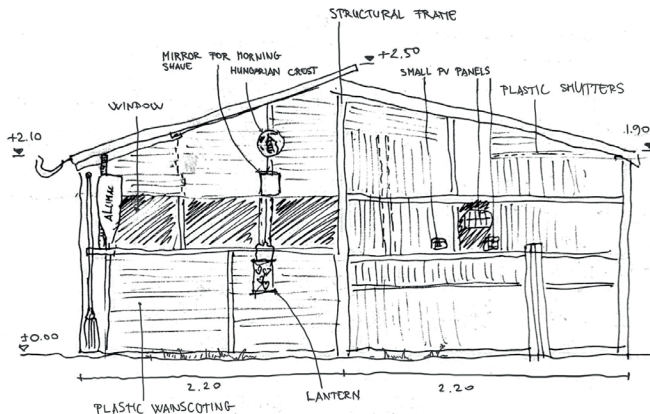 STRUCTURAL FRAME
MIRROR FOR MORNING
SHAVE
HUNGARIAN CREST
+2.50
SMALL PV PANELS
PLASTIC SHUTTERS
WINDOW
+2.10
1.90
ALUMAC
±0.00
2.20
2.20
LANTERN
PLASTIC WAINSCOTING